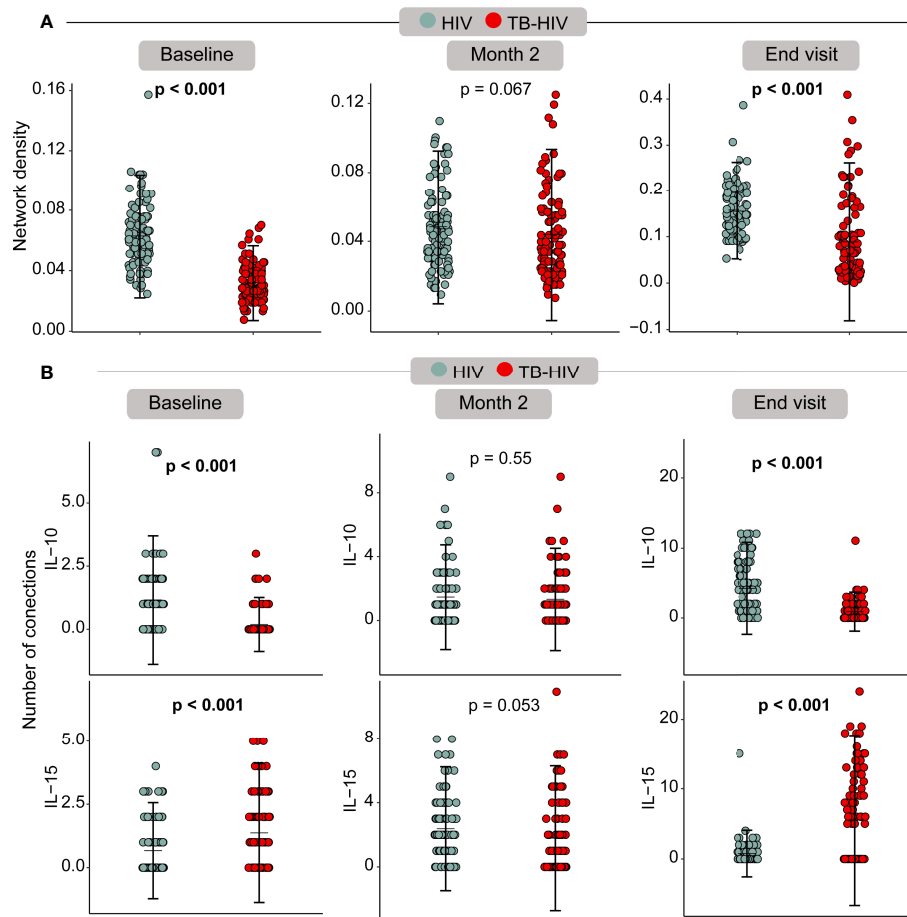 A
HIV TB-HIV
Baseline Month 2 End visit
p < 0.001 p = 0.067 p < 0.001
Network density
0.16
0.12
0.08
0.04
0.00
0.12
0.08
0.04
0.00
0.4
0.3
0.2
0.1
0.0
−0.1
B
HIV TB-HIV
Baseline Month 2 End visit
Number of conections
p < 0.001 p = 0.55 p < 0.001
IL−10
5.0
2.5
0.0
IL−10
8
4
0
IL−10
20
10
0
p < 0.001 p = 0.053 p < 0.001
IL−15
5.0
2.5
0.0
IL−15
8
4
0
IL−15
20
10
0